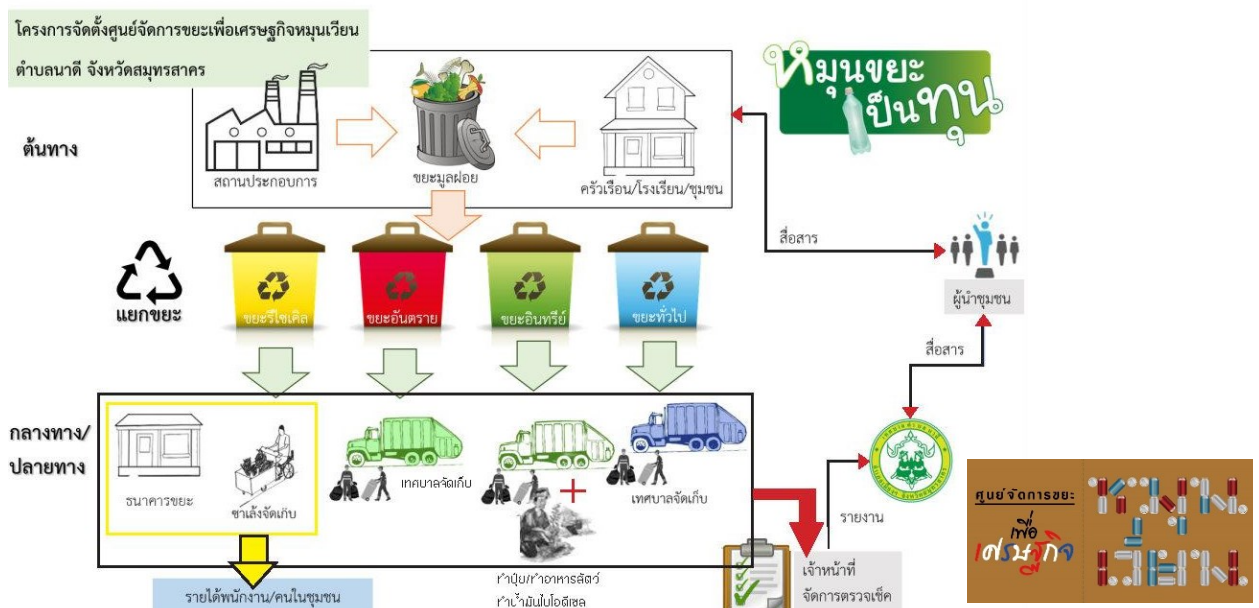 โครงการจัดตั้งศูนย์จัดการขยะเพื่อเศรษฐกิจหมุนเวียน
ตำบลนาดี จังหวัดสมุทรสาคร
หมุนขยะ
เป็นทุน
ต้นทาง
สถานประกอบการ
ขยะมูลฝอย
ครัวเรือน/โรงเรียน/ชุมชน
สื่อสาร
ผู้นำชุมชน
แยกขยะ
ขยะรีไซเคิล
ขยะอันตราย
ขยะอินทรีย์
ขยะทั่วไป
สื่อสาร
กลางทาง/
ปลายทาง
ธนาคารขยะ
ซาเล้งจัดเก็บ
เทศบาลจัดเก็บ
เทศบาลจัดเก็บ
รายงาน
ทำปุ๋ย/ทำอาหารสัตว์
ทำน้ำมันไบโอดีเซล
รายได้พนักงาน/คนในชุมชน
เจ้าหน้าที่
จัดการตรวจเช็ค
ศูนย์จัดการขยะ
เพื่อ
เศรษฐกิจ